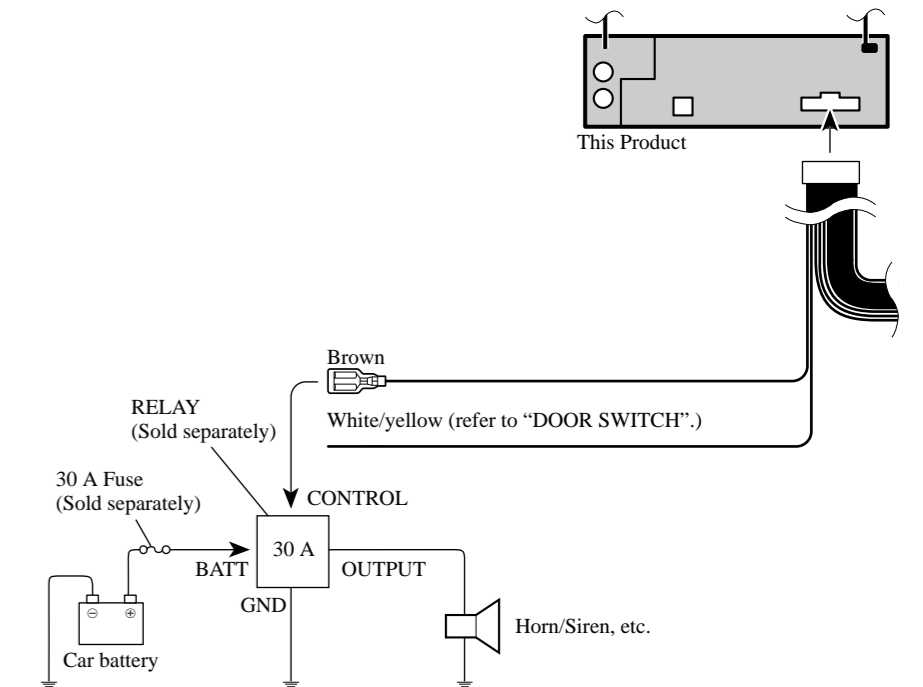 This Product
Brown
White/yellow (refer to “DOOR SWITCH”.)
RELAY
(Sold separately)
30 A Fuse
(Sold separately)
CONTROL
30 A
BATT
OUTPUT
GND
⊖ ⊕
Car battery
Horn/Siren, etc.